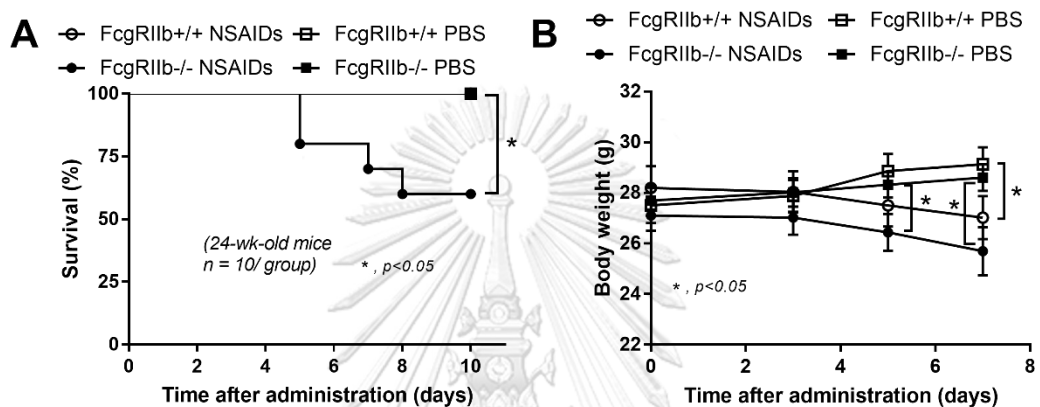 A
FcgRIIb+/+ NSAIDs
FcgRIIb+/+ PBS
FcgRIIb-/- NSAIDs
FcgRIIb-/- PBS
100
75
50
25
0
Survival (%)
*
(24-wk-old mice
n = 10/ group)
* , p<0.05
0 2 4 6 8 10
Time after administration (days)
B
FcgRIIb+/+ NSAIDs
FcgRIIb+/+ PBS
FcgRIIb-/- NSAIDs
FcgRIIb-/- PBS
32
30
28
26
24
22
Body weight (g)
* * *
* , p<0.05
0 2 4 6 8
Time after administration (days)